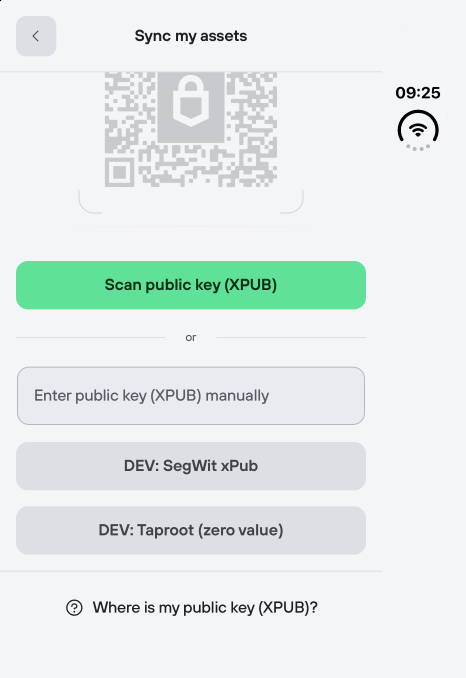 Sync my assets
09:25
Scan public key (XPUB)
or
Enter public key (XPUB) manually
DEV: SegWit xPub
DEV: Taproot (zero value)
Where is my public key (XPUB)?